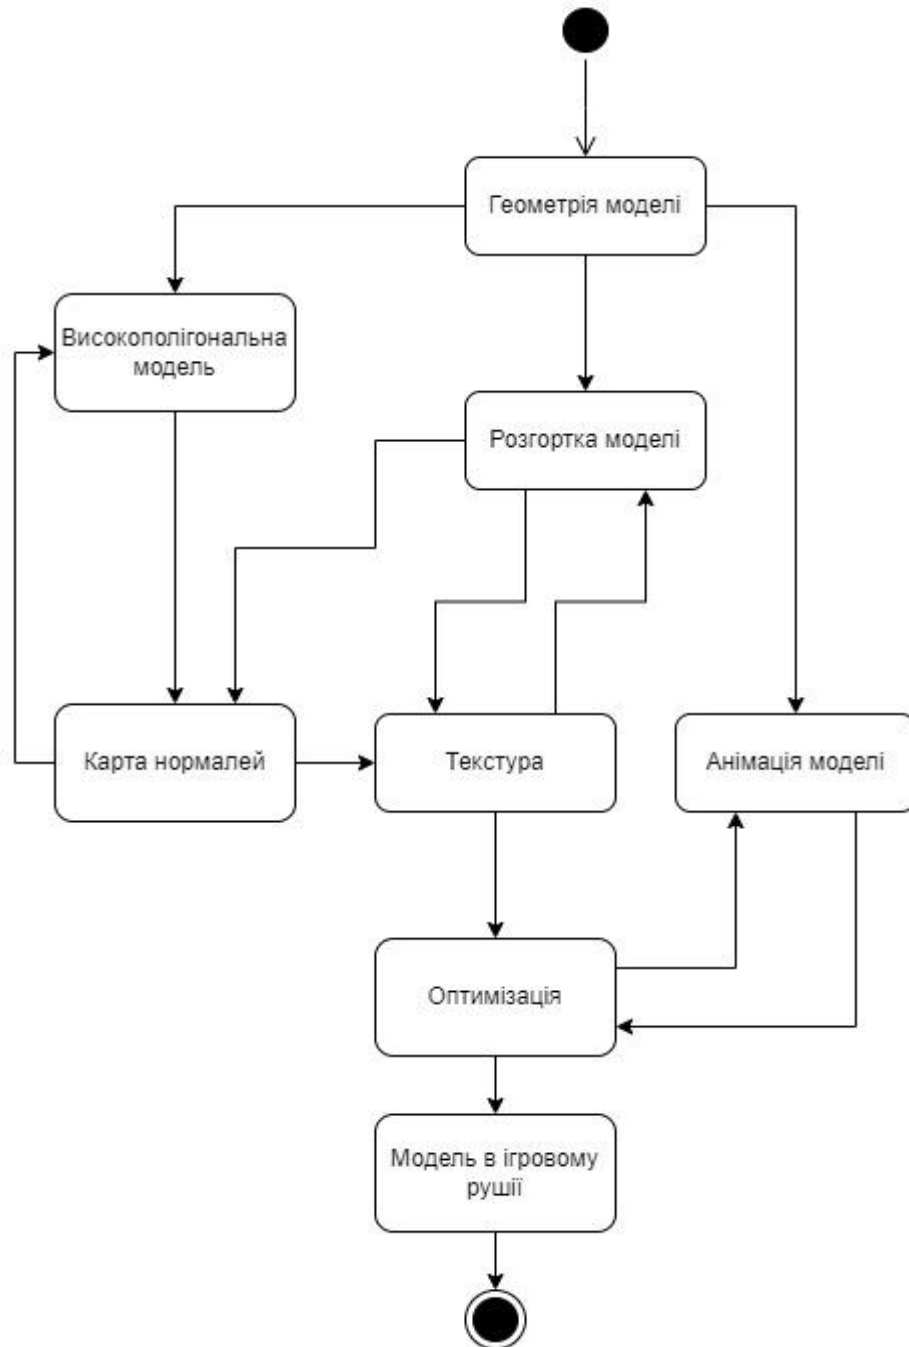 Геометрія моделі
Високополігональна
модель
Розгортка моделі
Карта нормалей
Текстура
Анімація моделі
Оптимізація
Модель в ігровому
рушії